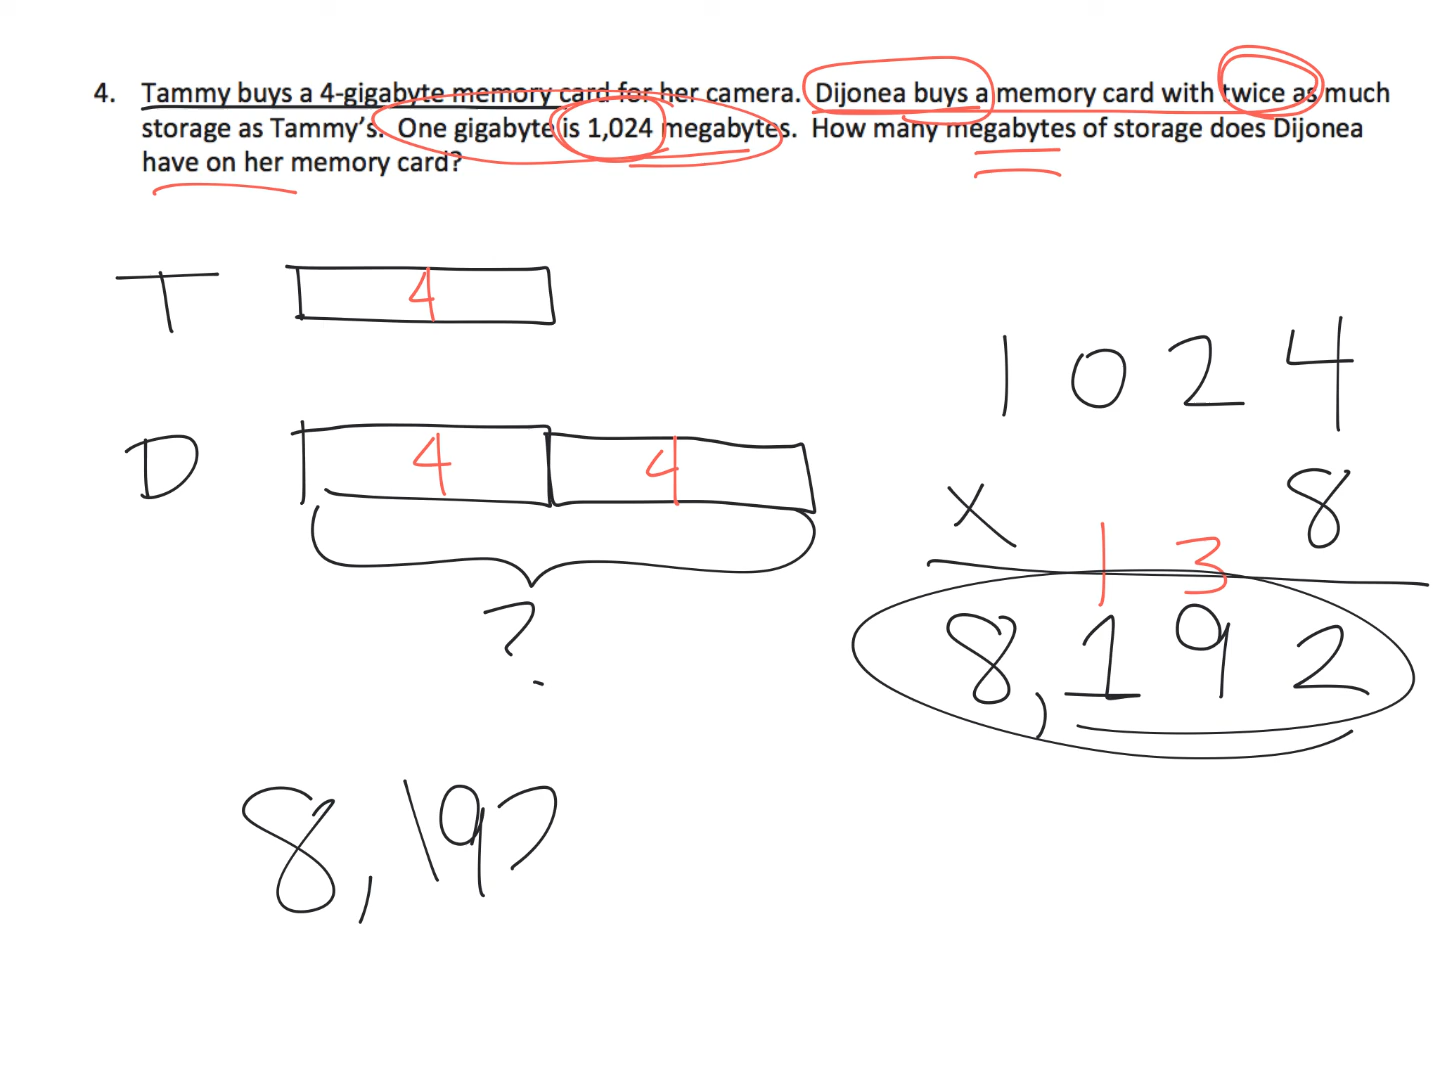 4. Tammy buys a 4-gigabyte memory card for her camera. Dijonea buys a memory card with twice as much
storage as Tammy's. One gigabyte is 1,024 megabytes. How many megabytes of storage does Dijonea
have on her memory card?
T 4
D 4 4
?
1024
x 8
1 3
8,192
8,192